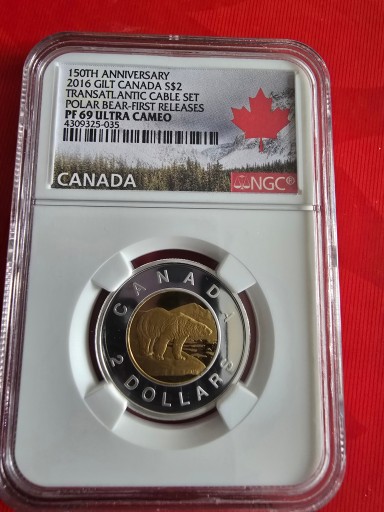 150TH ANNIVERSARY
2016 GILT CANADA S$2
TRANSATLANTIC CABLE SET
POLAR BEAR-FIRST RELEASES
PF 69 ULTRA CAMEO
4309325-035
CANADA
NGC®
CANADA
2 DOLLARS